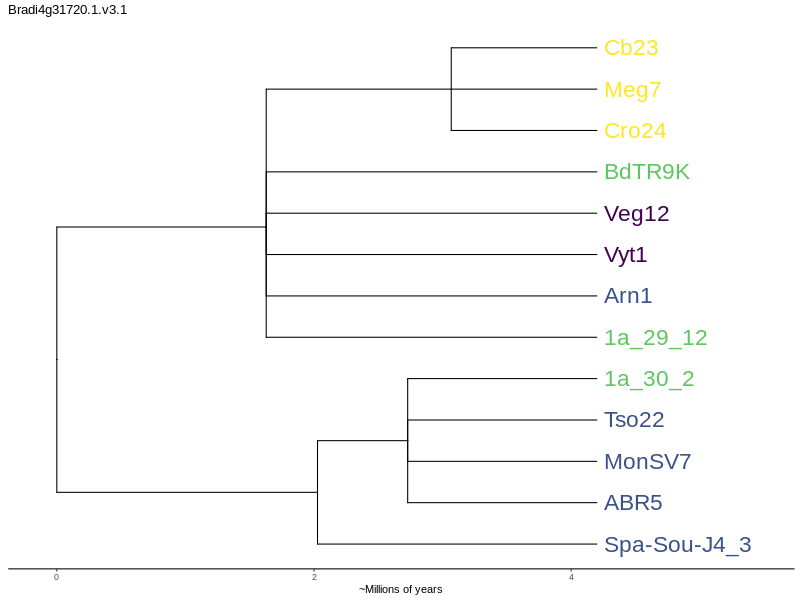 Bradi4g31720.1.v3.1
Cb23
Meg7
Cro24
BdTR9K
Veg12
Vyt1
Arn1
1a_29_12
1a_30_2
Tso22
MonSV7
ABR5
Spa-Sou-J4_3
0 2 4
~Millions of years